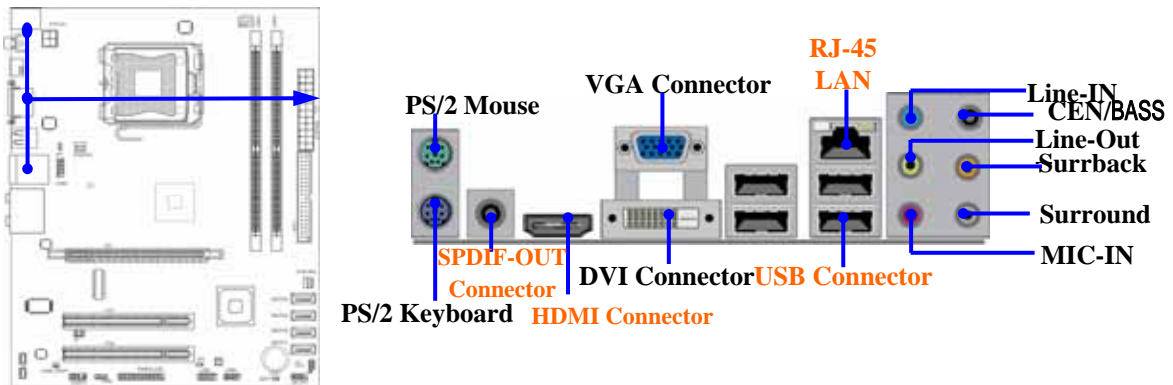 RJ-45
LAN
VGA Connector
PS/2 Mouse
Line-IN
CEN/BASS
Line-Out
Surrback
Surround
MIC-IN
SPDIF-OUT
Connector
DVI Connector
USB Connector
PS/2 Keyboard
HDMI Connector